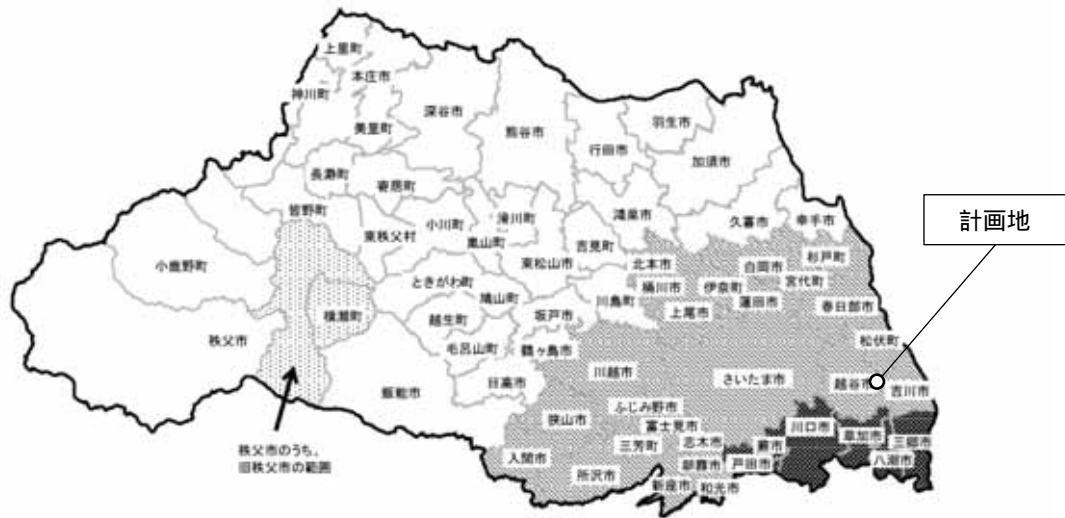 上里町
本庄市
神川町
美里町
深谷市
熊谷市
行田市
羽生市
加須市
長瀞町
寄居町
皆野町
小鹿野町
東秩父村
小川町
嵐山町
滑川町
東松山市
吉見町
鴻巣市
久喜市
幸手市
計画地
北本市
桶川市
伊奈町
白岡市
杉戸町
宮代町
上尾市
蓮田市
春日部市
秩父市
横瀬町
ときがわ町
鳩山町
越生町
毛呂山町
坂戸市
川島町
鶴ヶ島市
日高市
飯能市
川越市
さいたま市
松伏町
越谷市
吉川市
狭山市
ふじみ野市
富士見市
三芳町
志木市
入間市
所沢市
朝霞市
新座市
和光市
戸田市
蕨市
川口市
草加市
三郷市
八潮市
秩父市のうち、
旧秩父市の範囲